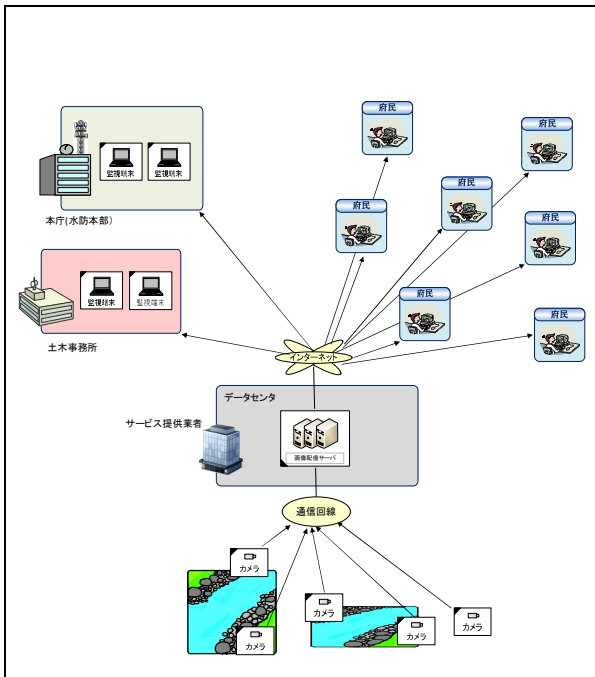 府民
府民
監視端末
監視端末
府民
府民
府民
本庁(水防本部)
監視端末
監視端末
府民
府民
土木事務所
インターネット
データセンタ
サービス提供業者
画像配信サーバ
通信回線
カメラ
カメラ
カメラ
カメラ
カメラ